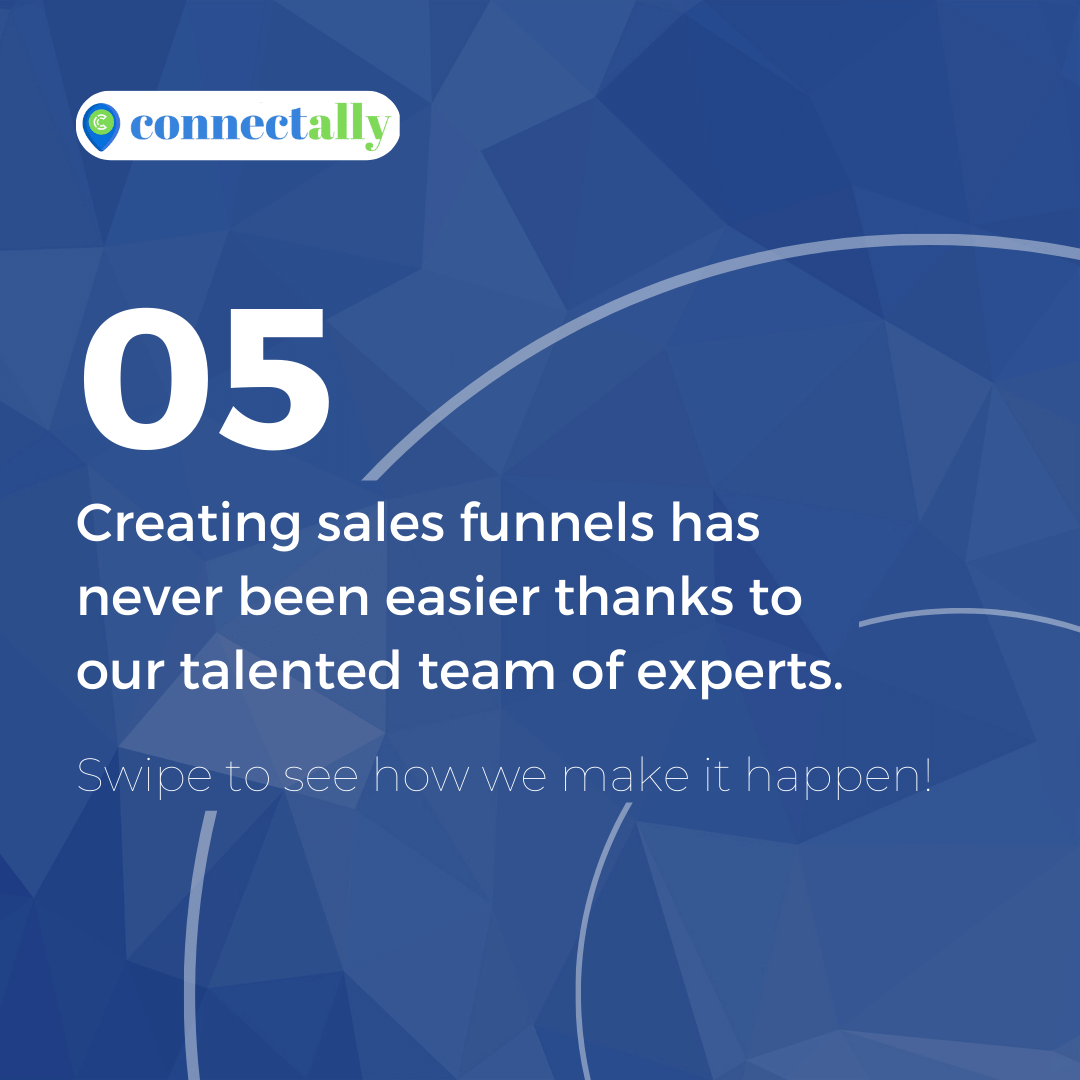 connectally
05
Creating sales funnels has
never been easier thanks to
our talented team of experts.
Swipe to see how we make it happen!